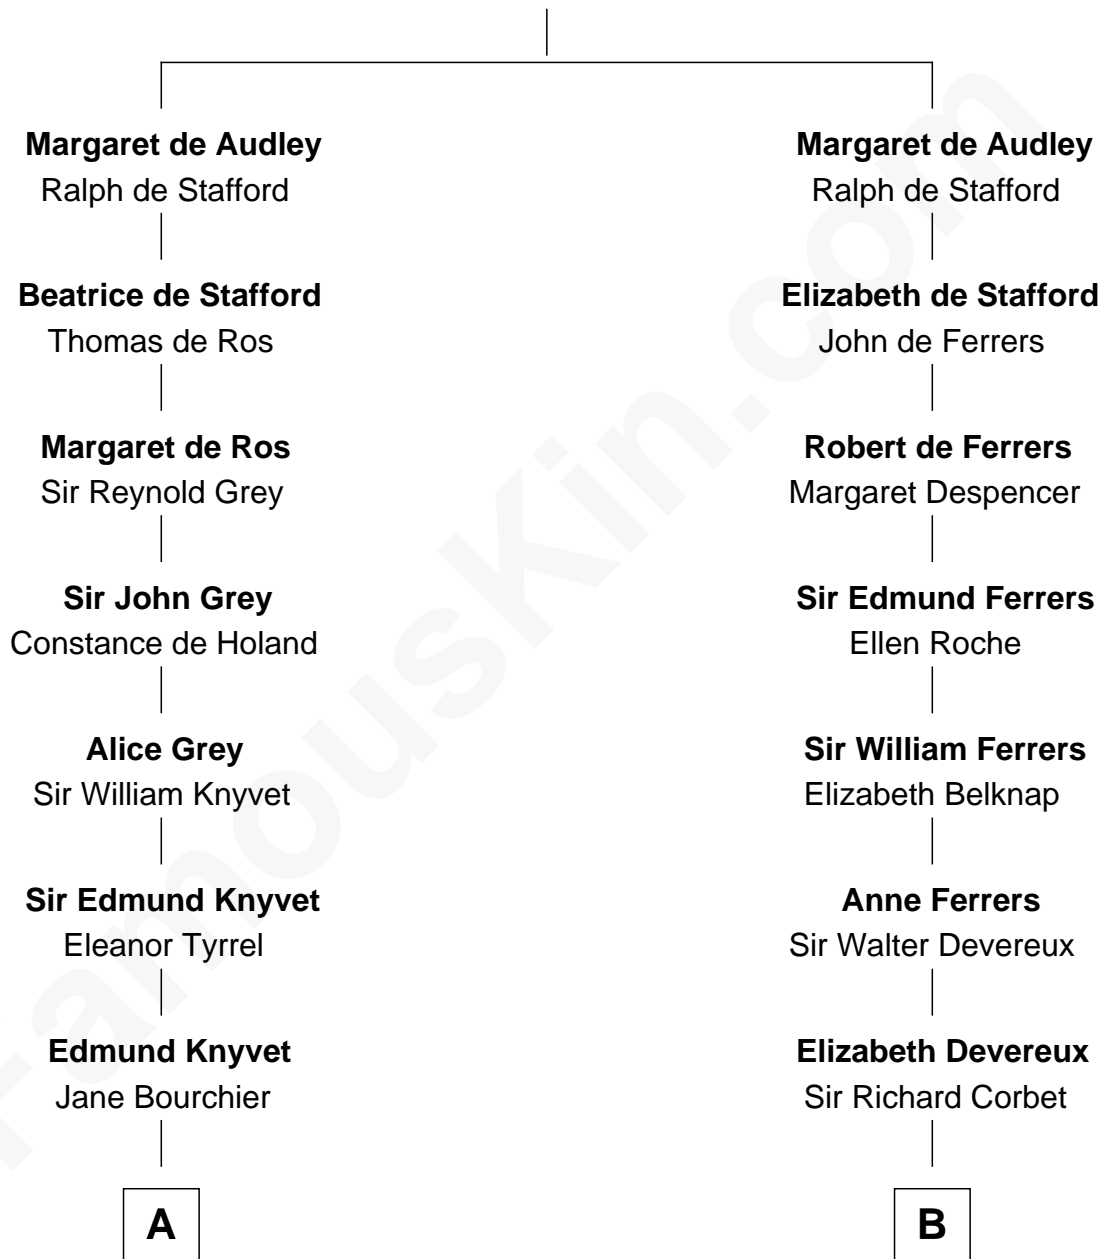 Margaret de Audley
Ralph de Stafford
Beatrice de Stafford
Thomas de Ros
Margaret de Ros
Sir Reynold Grey
Sir John Grey
Constance de Holand
Alice Grey
Sir William Knyvet
Sir Edmund Knyvet
Eleanor Tyrrel
Edmund Knyvet
Jane Bourchier
A
Margaret de Audley
Ralph de Stafford
Elizabeth de Stafford
John de Ferrers
Robert de Ferrers
Margaret Despencer
Sir Edmund Ferrers
Ellen Roche
Sir William Ferrers
Elizabeth Belknap
Anne Ferrers
Sir Walter Devereux
Elizabeth Devereux
Sir Richard Corbet
B
FamousKin.com